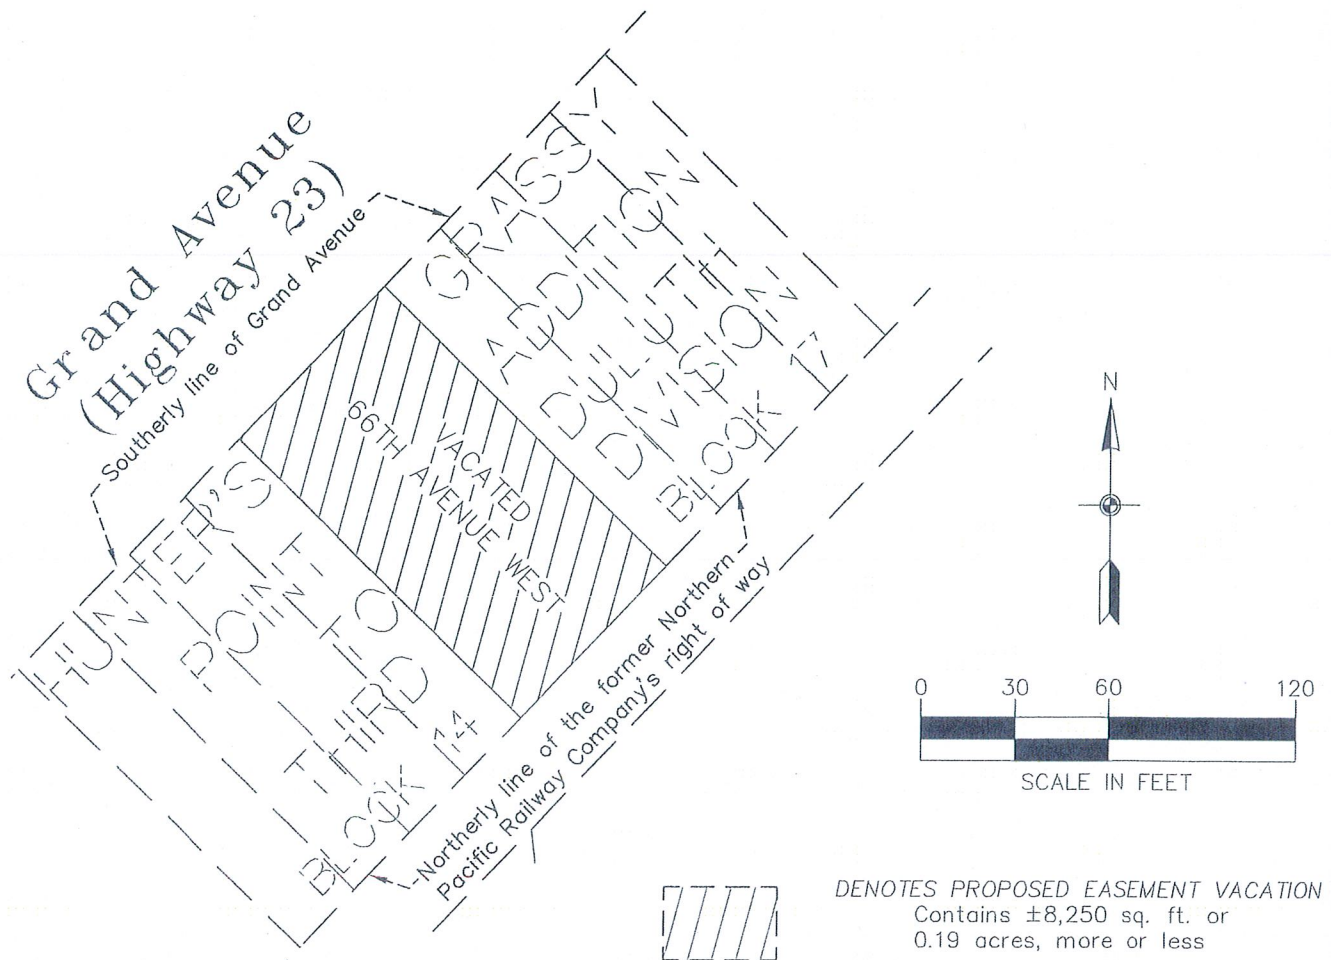 Grand Avenue
(Highway 23)
Southerly line of Grand Avenue
GRASSY
ADDITION
DULUTH
DIVISION
BLOCK 17
VACATED
66TH AVENUE WEST
HUNTER'S
POINT TO
THIRD
BLOCK 14
Northerly line of the former Northern
Pacific Railway Company's right of way
N
0 30 60 120
SCALE IN FEET
DENOTES PROPOSED EASEMENT VACATION
Contains ±8,250 sq. ft. or
0.19 acres, more or less